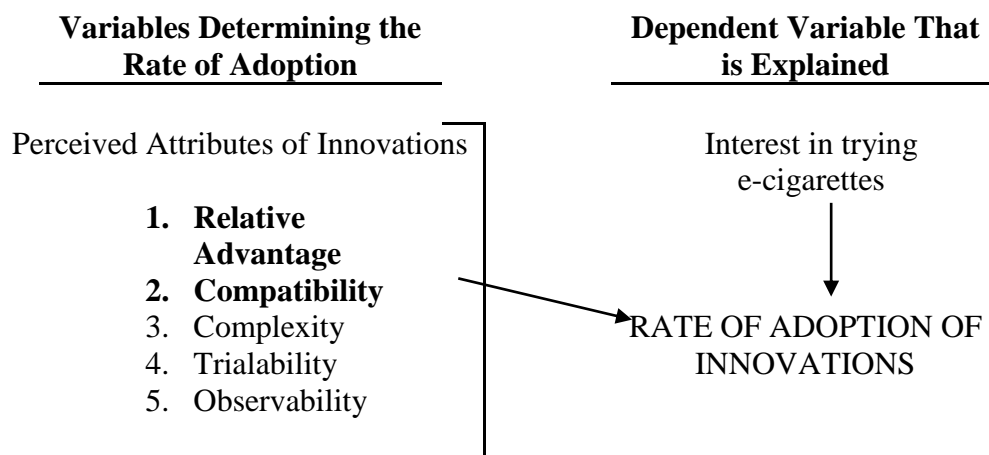 Variables Determining the
Rate of Adoption
Perceived Attributes of Innovations
1. Relative
Advantage
2. Compatibility
3. Complexity
4. Trialability
5. Observability
Dependent Variable That
is Explained
Interest in trying
e-cigarettes
RATE OF ADOPTION OF
INNOVATIONS